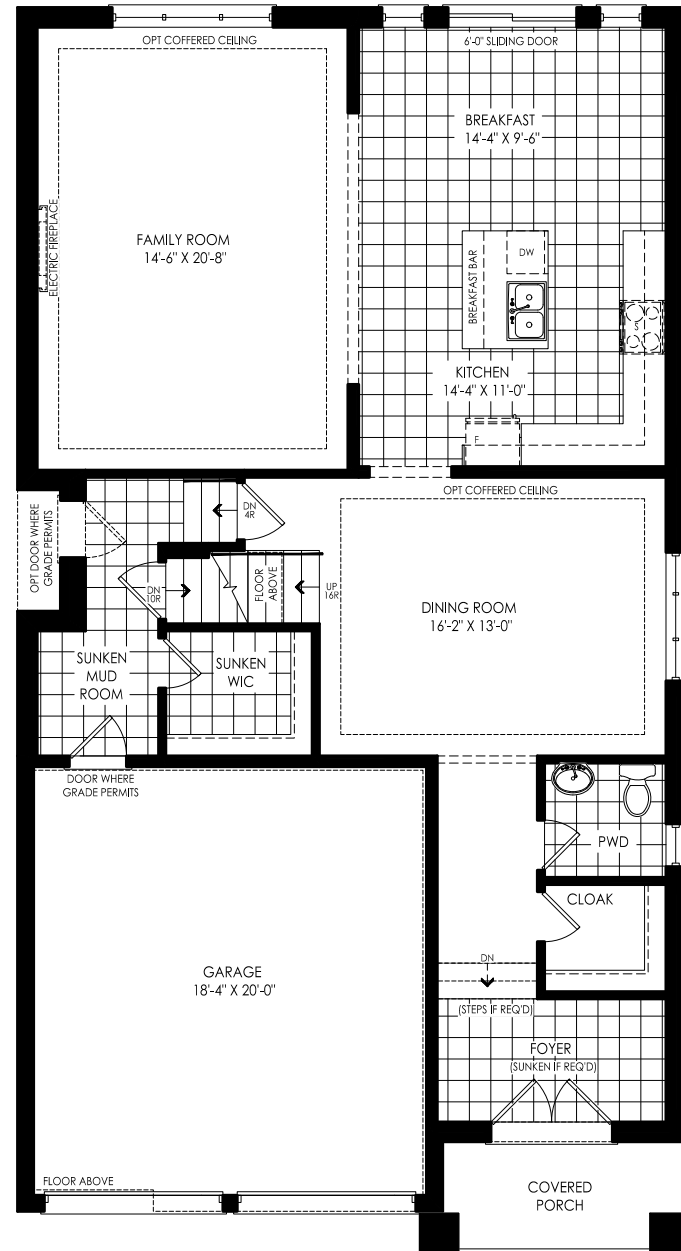 OPT COFFERED CEILING
6'-0" SLIDING DOOR
BREAKFAST
14'-4" X 9'-6"
ELECTRIC FIREPLACE
FAMILY ROOM
14'-6" X 20'-8"
BREAKFAST BAR
DW
S
KITCHEN
14'-4" X 11'-0"
F
OPT COFFERED CEILING
OPT DOOR WHERE
GRADE PERMITS
DN
4R
DN
10R
FLOOR
ABOVE
UP
16R
DINING ROOM
16'-2" X 13'-0"
SUNKEN
MUD
ROOM
SUNKEN
WIC
DOOR WHERE
GRADE PERMITS
PWD
CLOAK
GARAGE
18'-4" X 20'-0"
DN
(STEPS IF REQ'D)
FOYER
(SUNKEN IF REQ'D)
FLOOR ABOVE
COVERED
PORCH